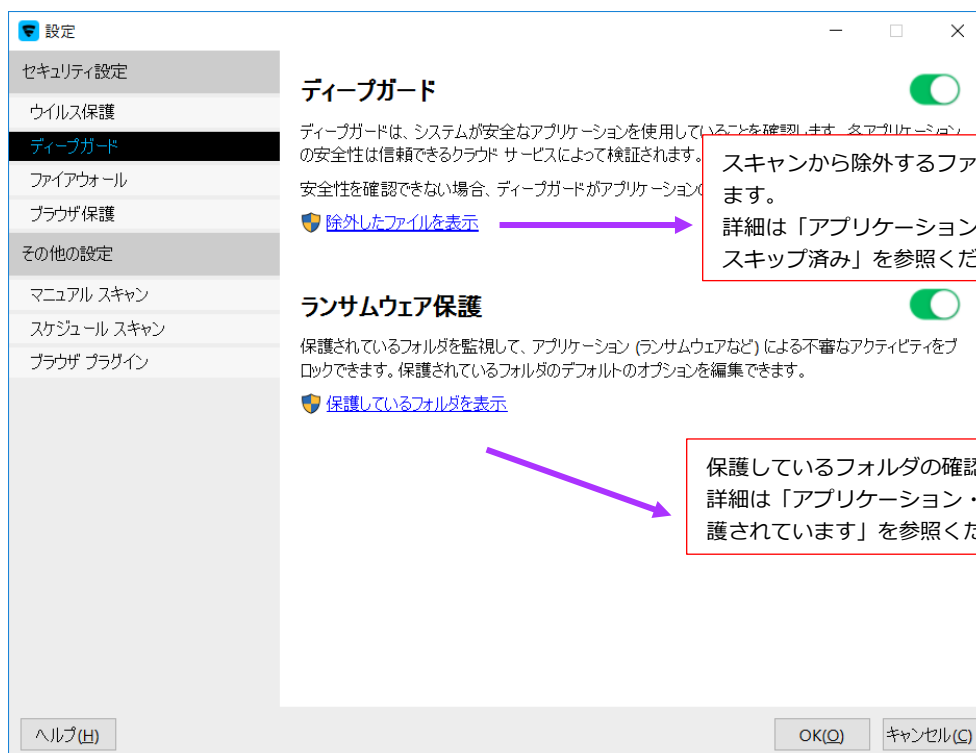 設定
セキュリティ設定
ウイルス保護
ディープガード
ファイアウォール
ブラウザ保護
その他の設定
マニュアル スキャン
スケジュール スキャン
ブラウザ プラグイン
ディープガード
ディープガードは、システムが安全なアプリケーションを使用していることを確認します。各アプリケーション
の安全性は信頼できるクラウド サービスによって検証されます。
安全性を確認できない場合、ディープガードがアプリケーション
除外したファイルを表示
スキャンから除外するファ
ます。
詳細は「アプリケーション
スキップ済み」を参照くだ
ランサムウェア保護
保護されているフォルダを監視して、アプリケーション (ランサムウェアなど) による不審なアクティビティをブ
ロックできます。保護されているフォルダのデフォルトのオプションを編集できます。
保護しているフォルダを表示
保護しているフォルダの確認
詳細は「アプリケーション・
護されています」を参照くだ
ヘルプ(H)
OK(O)
キャンセル(C)